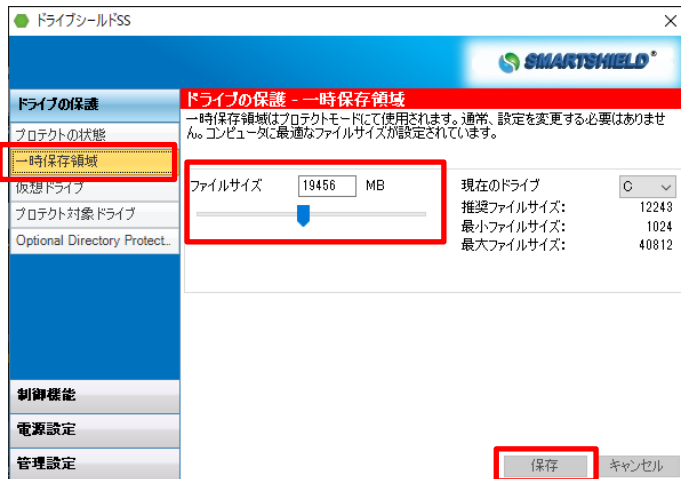 ドライブシールドSS
SMARTSHIELD
ドライブの保護
プロテクトの状態
一時保存領域
仮想ドライブ
プロテクト対象ドライブ
Optional Directory Protect..
制御機能
電源設定
管理設定
ドライブの保護 - 一時保存領域
一時保存領域はプロテクトモードにて使用されます。通常、設定を変更する必要はありませ
ん。コンピュータに最適なファイルサイズが設定されています。
ファイルサイズ 19456 MB
現在のドライブ C
推奨ファイルサイズ: 12243
最小ファイルサイズ: 1024
最大ファイルサイズ: 40812
保存 キャンセル